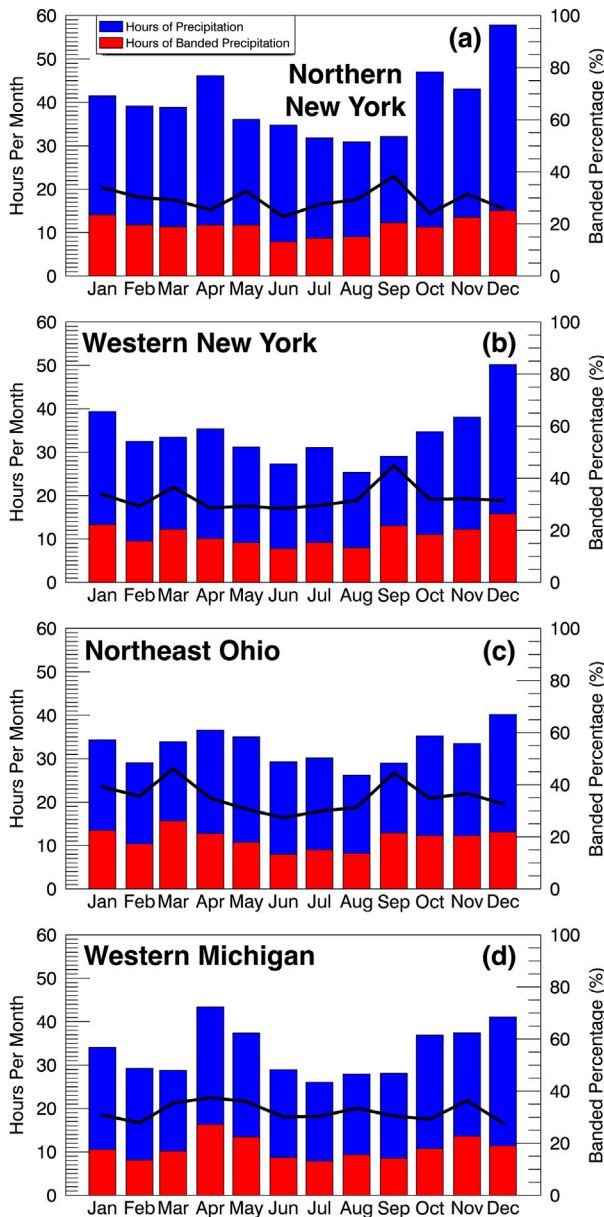 Hours of Precipitation
Hours of Banded Precipitation
(a)
Northern
New York
Hours Per Month
Banded Percentage (%)
60
50
40
30
20
10
0
100
80
60
40
20
0
Jan Feb Mar Apr May Jun Jul Aug Sep Oct Nov Dec
Western New York
(b)
Hours Per Month
Banded Percentage (%)
60
50
40
30
20
10
0
100
80
60
40
20
0
Jan Feb Mar Apr May Jun Jul Aug Sep Oct Nov Dec
Northeast Ohio
(c)
Hours Per Month
Banded Percentage (%)
60
50
40
30
20
10
0
100
80
60
40
20
0
Jan Feb Mar Apr May Jun Jul Aug Sep Oct Nov Dec
Western Michigan
(d)
Hours Per Month
Banded Percentage (%)
60
50
40
30
20
10
0
100
80
60
40
20
0
Jan Feb Mar Apr May Jun Jul Aug Sep Oct Nov Dec